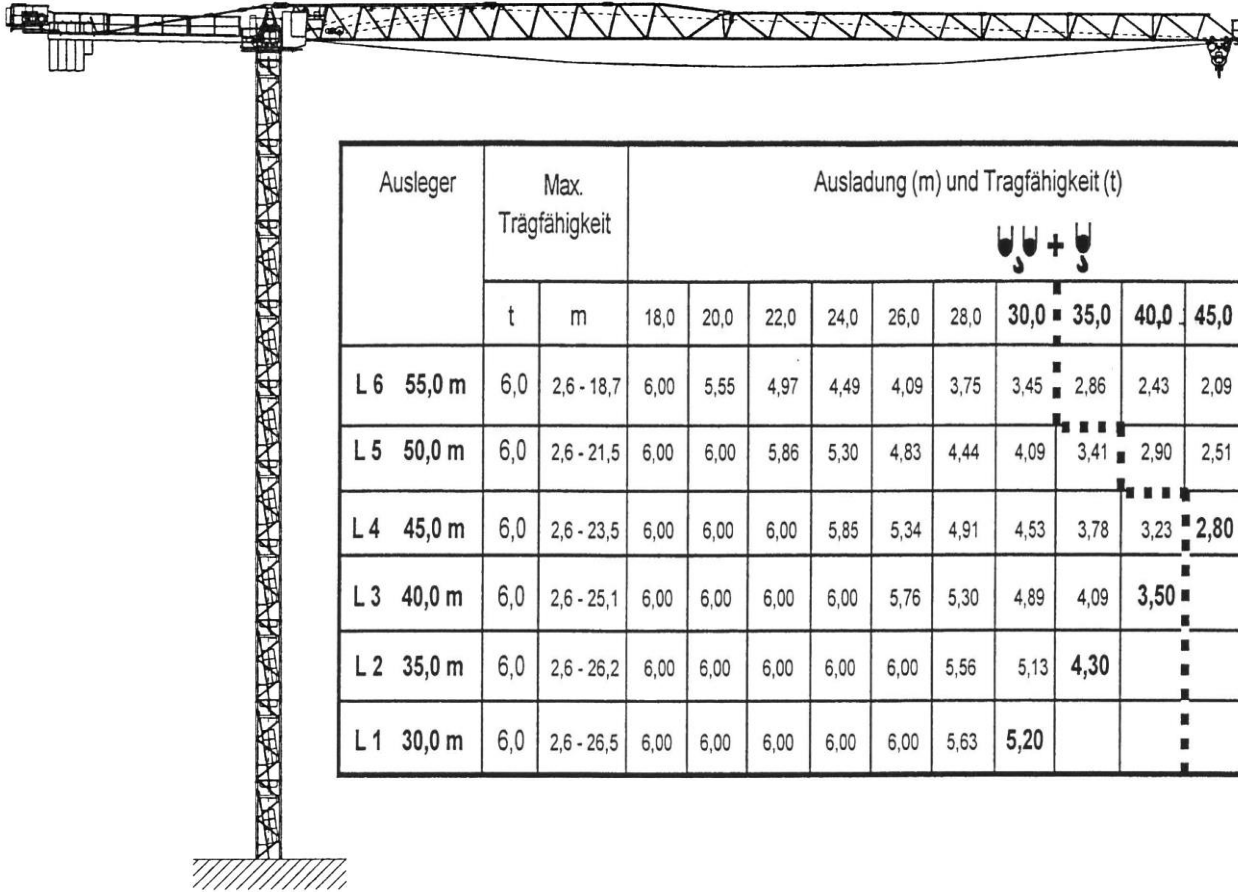 Ausleger Max. Trägfähigkeit Ausladung (m) und Tragfähigkeit (t)
+
t m 18,0 20,0 22,0 24,0 26,0 28,0 30,0 35,0 40,0 45,0
L 6 55,0 m 6,0 2,6 - 18,7 6,00 5,55 4,97 4,49 4,09 3,75 3,45 2,86 2,43 2,09
L 5 50,0 m 6,0 2,6 - 21,5 6,00 6,00 5,86 5,30 4,83 4,44 4,09 3,41 2,90 2,51
L 4 45,0 m 6,0 2,6 - 23,5 6,00 6,00 6,00 5,85 5,34 4,91 4,53 3,78 3,23 2,80
L 3 40,0 m 6,0 2,6 - 25,1 6,00 6,00 6,00 6,00 5,76 5,30 4,89 4,09 3,50
L 2 35,0 m 6,0 2,6 - 26,2 6,00 6,00 6,00 6,00 6,00 5,56 5,13 4,30
L 1 30,0 m 6,0 2,6 - 26,5 6,00 6,00 6,00 6,00 6,00 5,63 5,20